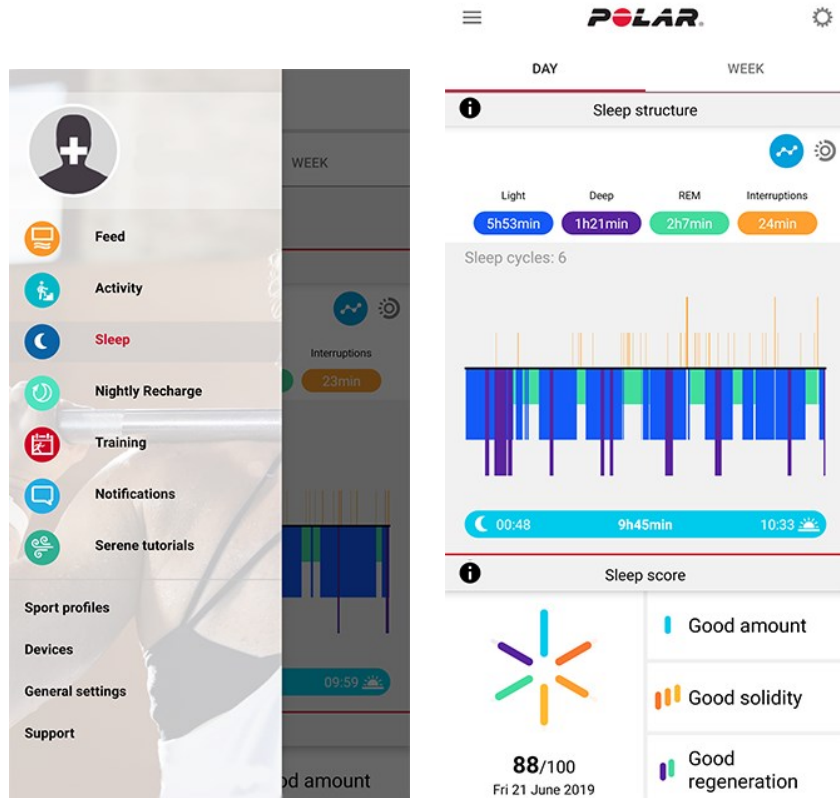 WEEK
Feed
Activity
Sleep
Nightly Recharge
Training
Notifications
Serene tutorials
Sport profiles
Devices
General settings
Support
Interruptions
23min
09:59
od amount
POLAR.
DAY WEEK
Sleep structure
Light Deep REM Interruptions
5h53min 1h21min 2h7min 24min
Sleep cycles: 6
00:48 9h45min 10:33
Sleep score
Good amount
Good solidity
Good
regeneration
88/100
Fri 21 June 2019